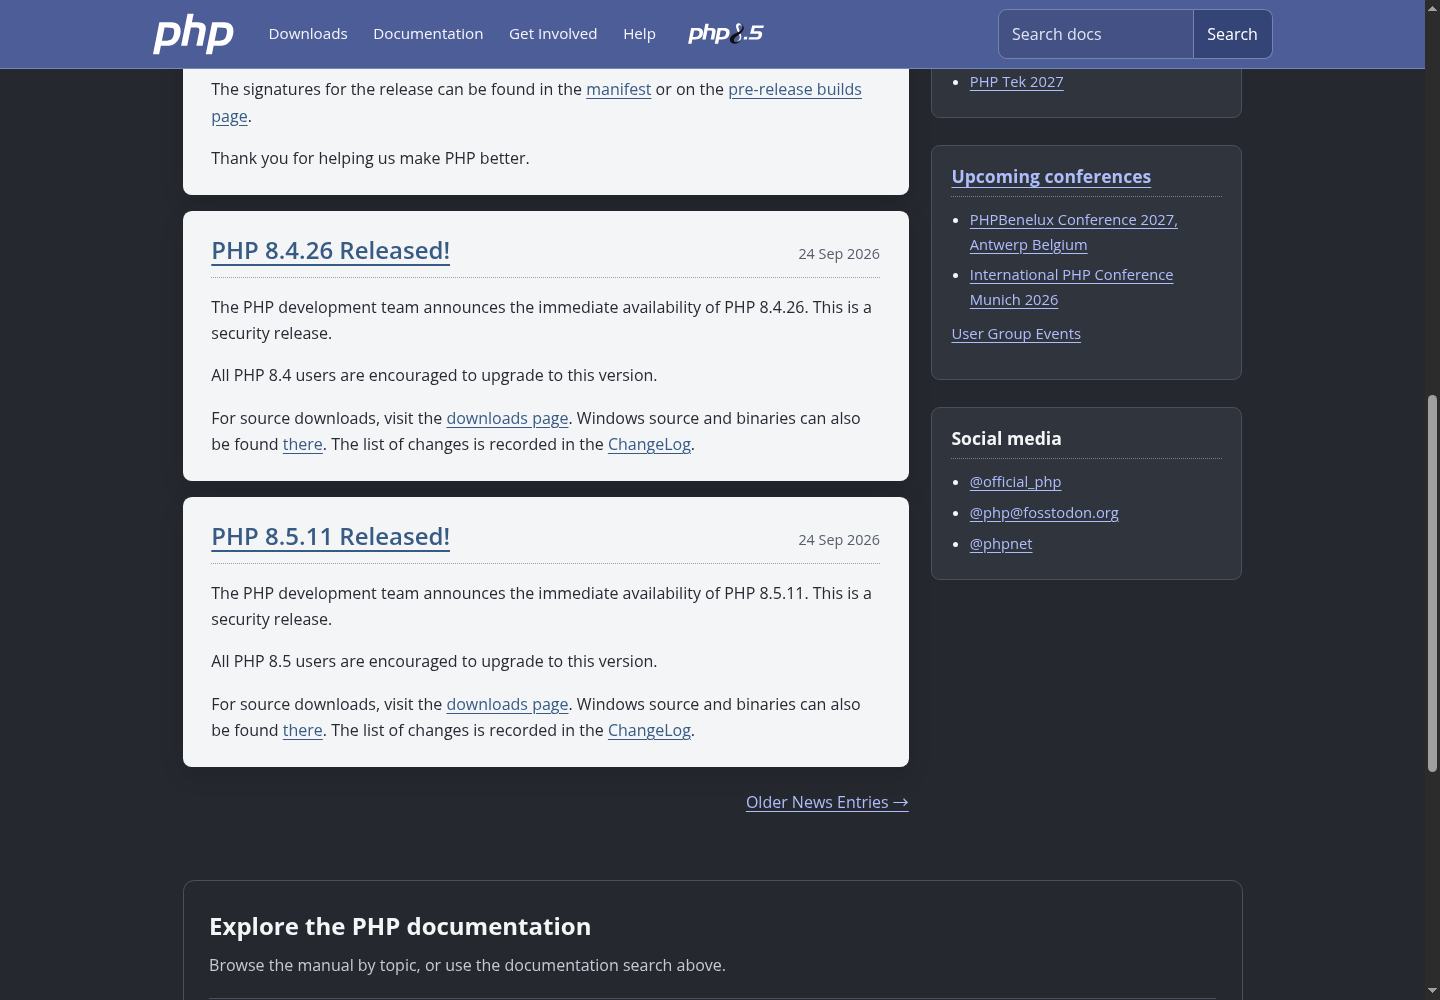 php
Downloads
Documentation
Get Involved
Help
php8.5
Search docs
Search
The signatures for the release can be found in the manifest or on the pre-release builds
page.
Thank you for helping us make PHP better.
PHP 8.4.26 Released!
24 Sep 2026
The PHP development team announces the immediate availability of PHP 8.4.26. This is a
security release.
All PHP 8.4 users are encouraged to upgrade to this version.
For source downloads, visit the downloads page. Windows source and binaries can also
be found there. The list of changes is recorded in the ChangeLog.
PHP 8.5.11 Released!
24 Sep 2026
The PHP development team announces the immediate availability of PHP 8.5.11. This is a
security release.
All PHP 8.5 users are encouraged to upgrade to this version.
For source downloads, visit the downloads page. Windows source and binaries can also
be found there. The list of changes is recorded in the ChangeLog.
Older News Entries →
PHP Tek 2027
Upcoming conferences
PHPBenelux Conference 2027,
Antwerp Belgium
International PHP Conference
Munich 2026
User Group Events
Social media
@official_php
@php@fosstodon.org
@phpnet
Explore the PHP documentation
Browse the manual by topic, or use the documentation search above.